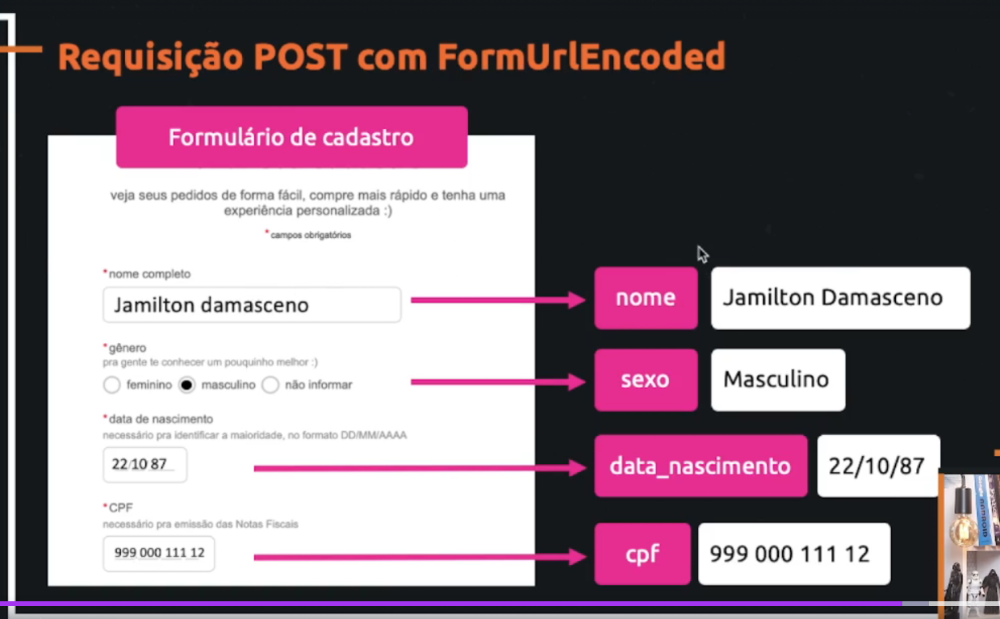 Requisição POST com FormUrlEncoded
Formulário de cadastro
veja seus pedidos de forma fácil, compre mais rápido e tenha uma
experiência personalizada :)
* campos obrigatórios
*nome completo
Jamilton damasceno
*gênero
pra gente te conhecer um pouquinho melhor :)
feminino masculino não informar
*data de nascimento
necessário pra identificar a maioridade, no formato DD/MM/AAAA
22/10 87
*CPF
necessário pra emissão das Notas Fiscais
999 000 111 12
nome Jamilton Damasceno
sexo Masculino
data_nascimento 22/10/87
cpf 999 000 111 12